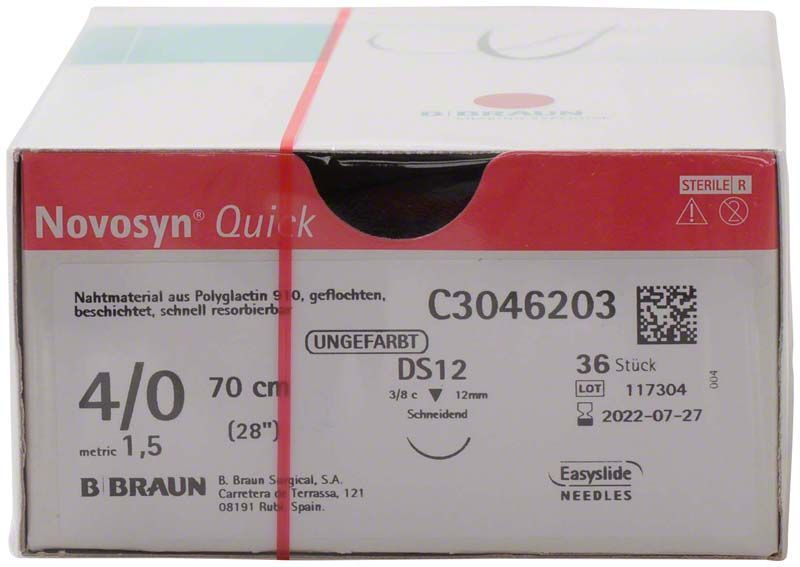 B|BRAUN
STERILE R
Novosyn® Quick
Nahtmaterial aus Polyglactin 910, geflochten,
beschichtet, schnell resorbierbar
C3046203
UNGEFÄRBT
4/0 70 cm
(28")
metric 1,5
DS12
3/8 c 12mm
Schneidend
36 Stück
LOT 117304
2022-07-27
004
B|BRAUN
B. Braun Surgical, S.A.
Carretera de Terrassa, 121
08191 Rubí, Spain.
Easyslide
NEEDLES